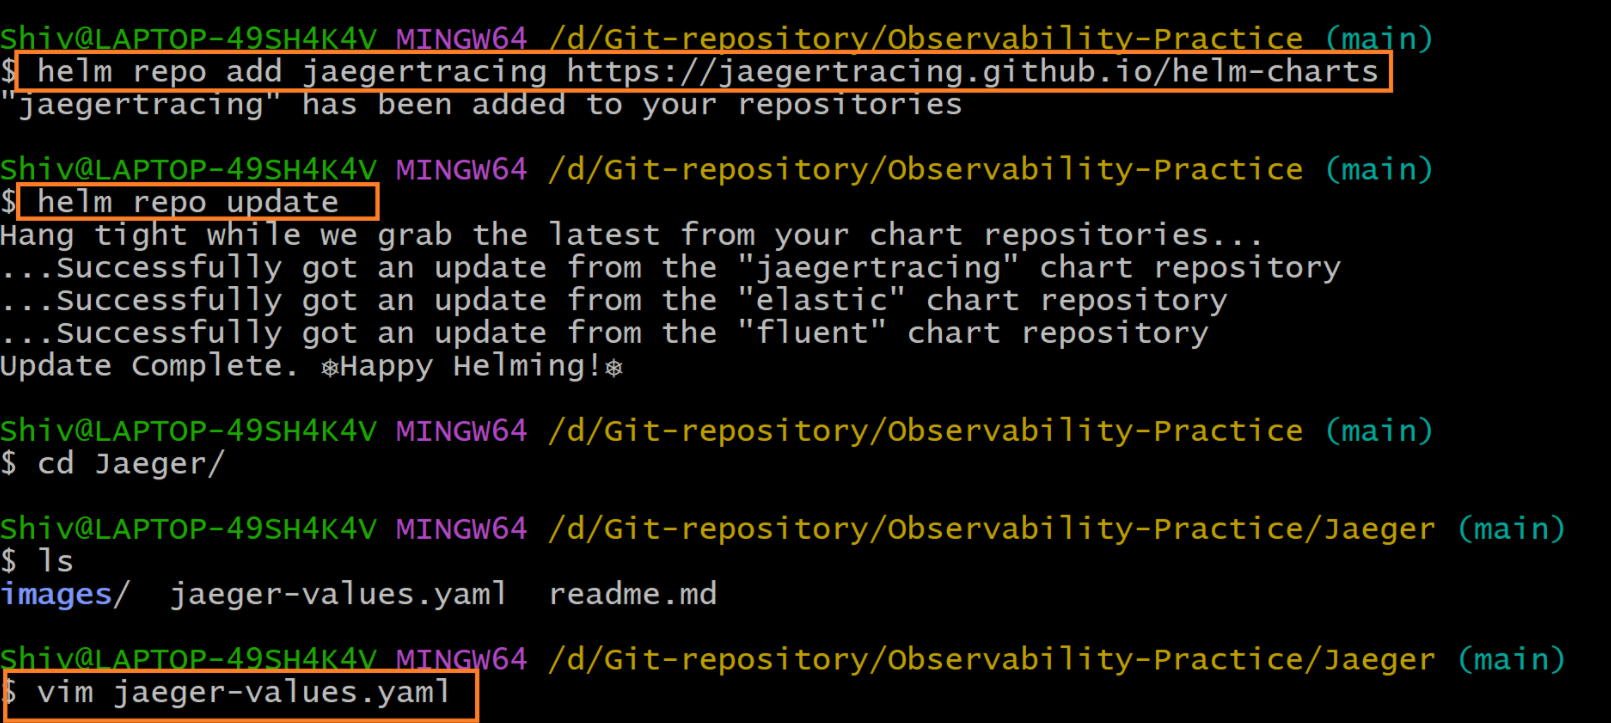 Shiv@LAPTOP-49SH4K4V MINGW64 /d/Git-repository/Observability-Practice (main)
$ helm repo add jaegertracing https://jaegertracing.github.io/helm-charts
"jaegertracing" has been added to your repositories
Shiv@LAPTOP-49SH4K4V MINGW64 /d/Git-repository/Observability-Practice (main)
$ helm repo update
Hang tight while we grab the latest from your chart repositories...
...Successfully got an update from the "jaegertracing" chart repository
...Successfully got an update from the "elastic" chart repository
...Successfully got an update from the "fluent" chart repository
Update Complete. ⎈Happy Helming!⎈
Shiv@LAPTOP-49SH4K4V MINGW64 /d/Git-repository/Observability-Practice (main)
$ cd Jaeger/
Shiv@LAPTOP-49SH4K4V MINGW64 /d/Git-repository/Observability-Practice/Jaeger (main)
$ ls
images/  jaeger-values.yaml  readme.md
Shiv@LAPTOP-49SH4K4V MINGW64 /d/Git-repository/Observability-Practice/Jaeger (main)
$ vim jaeger-values.yaml